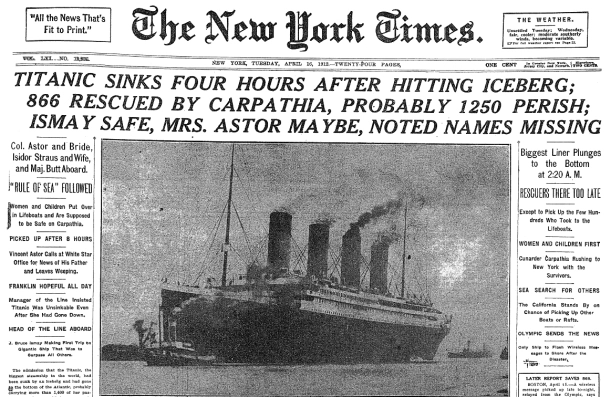 "All the News That's
Fit to Print."
The New York Times.
THE WEATHER.
Unsettled Tuesday; Wednesday,
fair, cooler; moderate southerly
winds, becoming variable.
VOL. LXI...NO.
NEW YORK, TUESDAY, APRIL 16, 1912—TWENTY-FOUR PAGES,
ONE CENT
TITANIC SINKS FOUR HOURS AFTER HITTING ICEBERG;
866 RESCUED BY CARPATHIA, PROBABLY 1250 PERISH;
ISMAY SAFE, MRS. ASTOR MAYBE, NOTED NAMES MISSING
Col. Astor and Bride,
Isidor Straus and Wife,
and Maj. Butt Aboard.
"RULE OF SEA" FOLLOWED
Women and Children Put Over
in Lifeboats and Are Supposed
to be Safe on Carpathia.
PICKED UP AFTER 8 HOURS
Vincent Astor Calls at White Star
Office for News of His Father
and Leaves Weeping.
FRANKLIN HOPEFUL ALL DAY
Manager of the Line Insisted
Titanic Was Unsinkable Even
After She Had Gone Down.
HEAD OF THE LINE ABOARD
J. Bruce Ismay Making First Trip on
Gigantic Ship That Was to
Surpass All Others.
The admission that the Titanic, the
biggest steamship in the world, had
been sunk by an iceberg and had gone
to the bottom of the Atlantic, probably
carrying more than 1,400 of her pas-
Biggest Liner Plunges
to the Bottom
at 2:20 A. M.
RESCUERS THERE TOO LATE
Except to Pick Up the Few Hun-
dreds Who Took to the
Lifeboats.
WOMEN AND CHILDREN FIRST
Cunarder Carpathia Rushing to
New York with the
Survivors.
SEA SEARCH FOR OTHERS
The California Stands By on
Chance of Picking Up Other
Boats or Rafts.
OLYMPIC SENDS THE NEWS
Only Ship to Flash Wireless Mes-
sages to Shore After the
Disaster.
LATER REPORT SAVES 866.
BOSTON, April 15.—A wireless
message picked up late to-night,
relayed from the Olympic, says